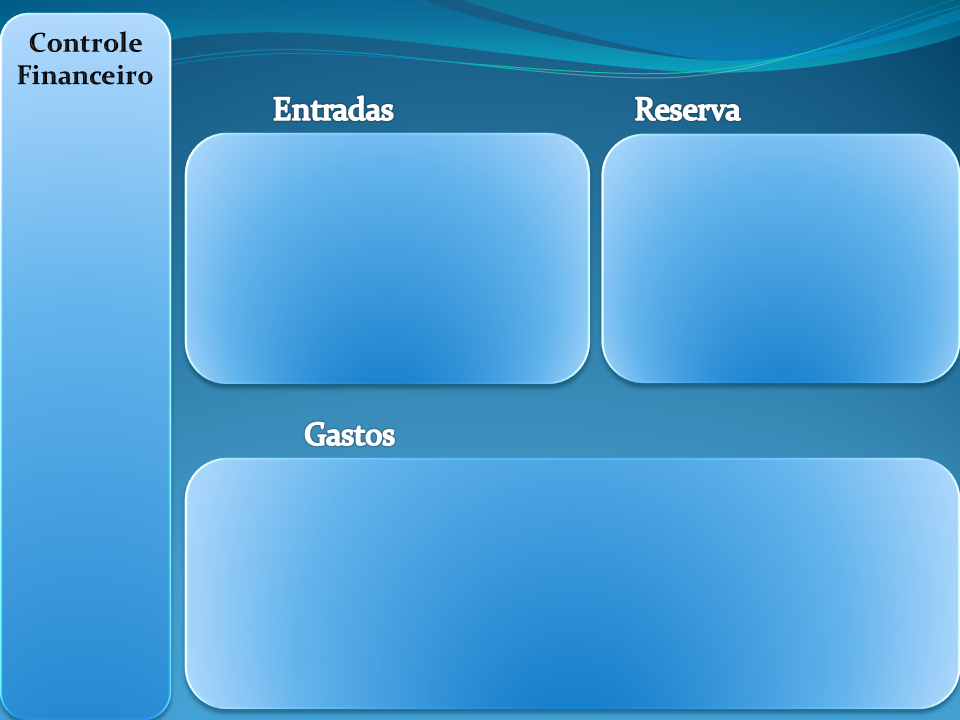 Controle
Financeiro
Entradas
Reserva
Gastos